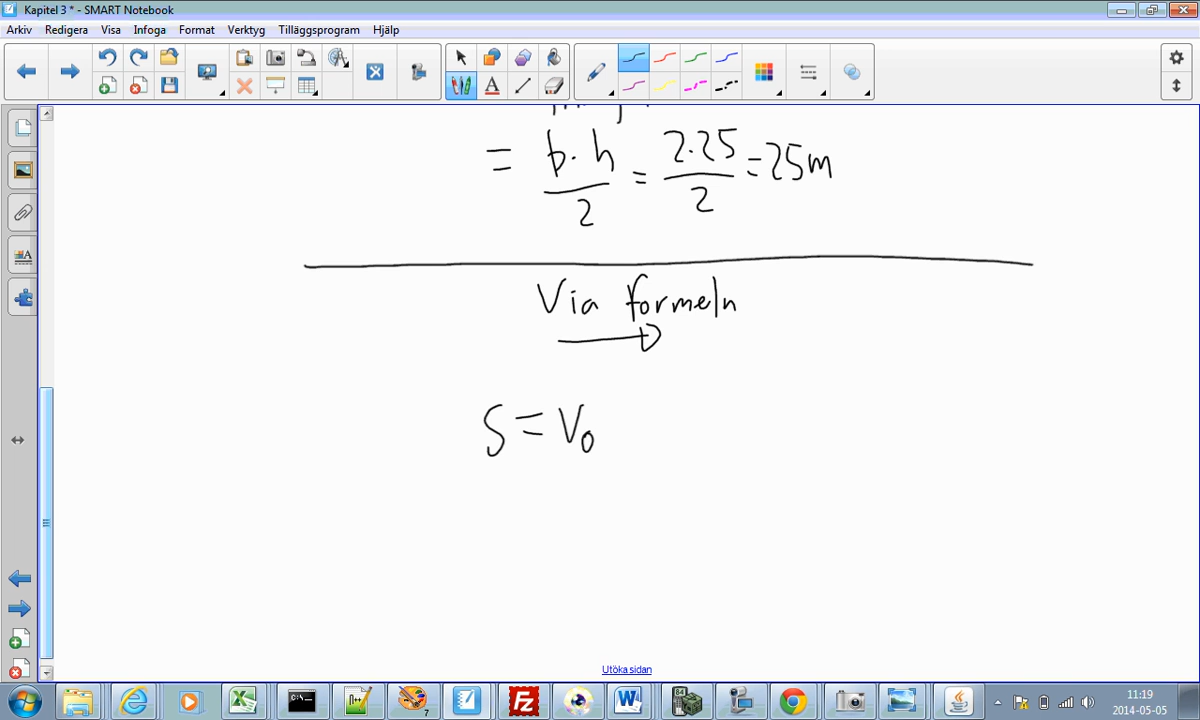 Kapitel 3 * - SMART Notebook
Arkiv Redigera Visa Infoga Format Verktyg Tilläggsprogram Hjälp
= b·h/2 = 2·25/2 = 25m
Via formeln
S = V₀
Utöka sidan
11:19
2014-05-05